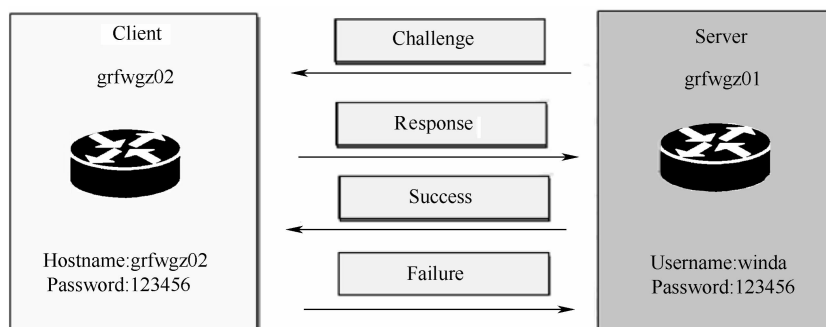 Client
grfwgz02
Hostname:grfwgz02
Password:123456
Challenge
Response
Success
Failure
Server
grfwgz01
Username:winda
Password:123456